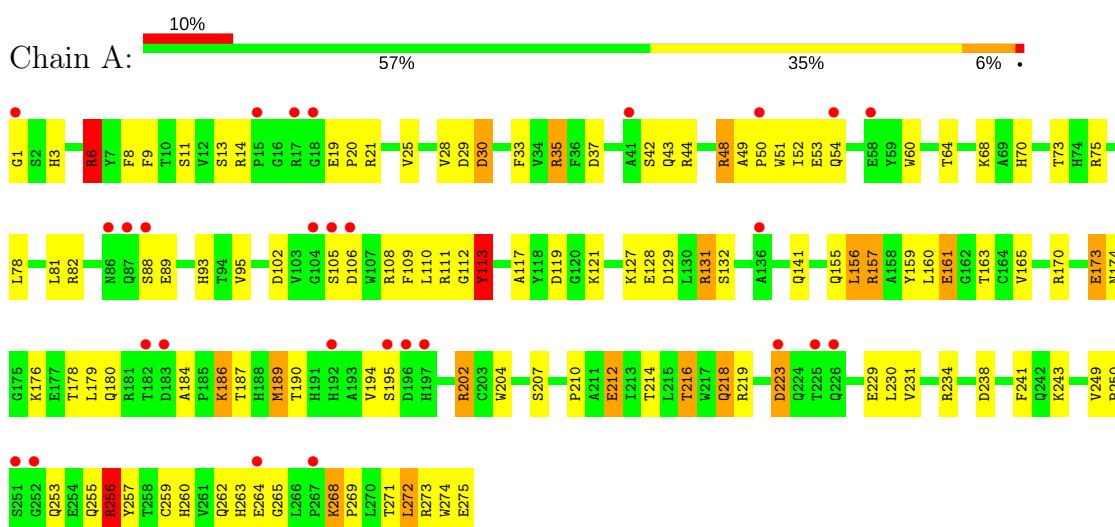 10%
Chain A:
57% 35% 6% •
G1 S2 H3 R6 Y7 F8 F9 T10 S11 V12 S13 R14 P15 G16 R17 G18 E19 P20 R21 V25 V28 D29 D30 F33 V34 R35 F36 D37 A41 S42 Q43 R44 R48 A49 P50 W51 I52 E53 Q54 E58 Y59 W60 T64 K68 A69 H70 T73 H74 R75
L78 L81 R82 N86 Q87 S88 E89 H93 T94 V95 D102 V103 G104 S105 D106 W107 R108 F109 L110 R111 G112 Y113 A117 Y118 D119 G120 K121 K127 E128 D129 L130 R131 S132 A136 Q141 Q155 L156 R157 A158 Y159 L160 E161 G162 T163 C164 V165 R170 E173 N174
G175 K176 E177 T178 L179 Q180 R181 T182 D183 A184 P185 K186 T187 H188 M189 T190 H191 H192 A193 V194 S195 D196 H197 R202 C203 W204 S207 P210 A211 E212 I213 T214 L215 T216 W217 Q218 R219 D223 Q224 T225 Q226 E229 L230 V231 R234 D238 F241 Q242 K243 V249 P250
S251 G252 Q253 E254 Q255 R256 Y257 T258 C259 H260 V261 Q262 H263 E264 G265 L266 P267 K268 P269 L270 T271 L272 R273 W274 E275